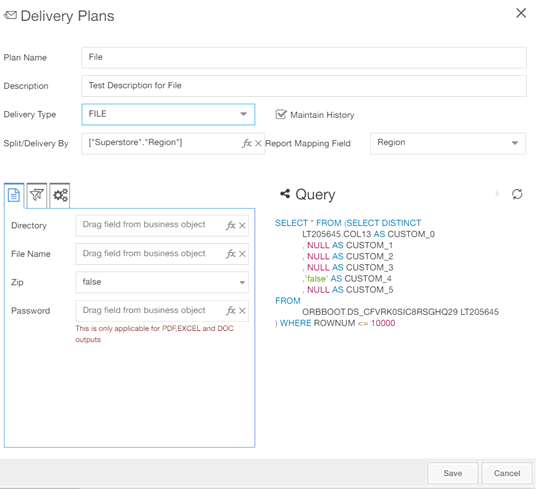 Delivery Plans
Plan Name File
Description Test Description for File
Delivery Type FILE Maintain History
Split/Delivery By ["Superstore"."Region"] fx Report Mapping Field Region
Directory Drag field from business object fx
File Name Drag field from business object fx
Zip false
Password Drag field from business object fx
This is only applicable for PDF,EXCEL and DOC
outputs
Query
SELECT * FROM (SELECT DISTINCT
LT205645.COL13 AS CUSTOM_0
, NULL AS CUSTOM_1
, NULL AS CUSTOM_2
, NULL AS CUSTOM_3
,'false' AS CUSTOM_4
, NULL AS CUSTOM_5
FROM
ORBBOOT.DS_CFVRK0SIC8RSGHQ29 LT205645
) WHERE ROWNUM <= 10000
Save Cancel